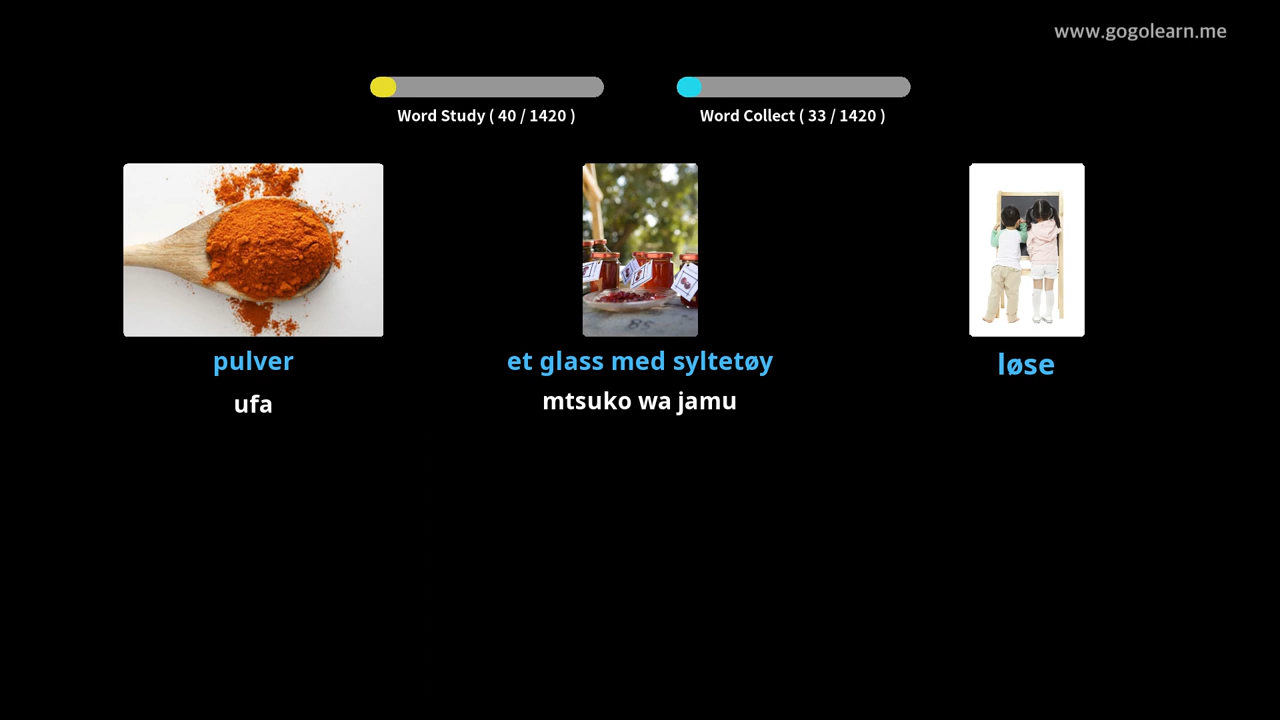 www.gogolearn.me
Word Study ( 40 / 1420 )
Word Collect ( 33 / 1420 )
pulver
ufa
et glass med syltetøy
mtsuko wa jamu
løse